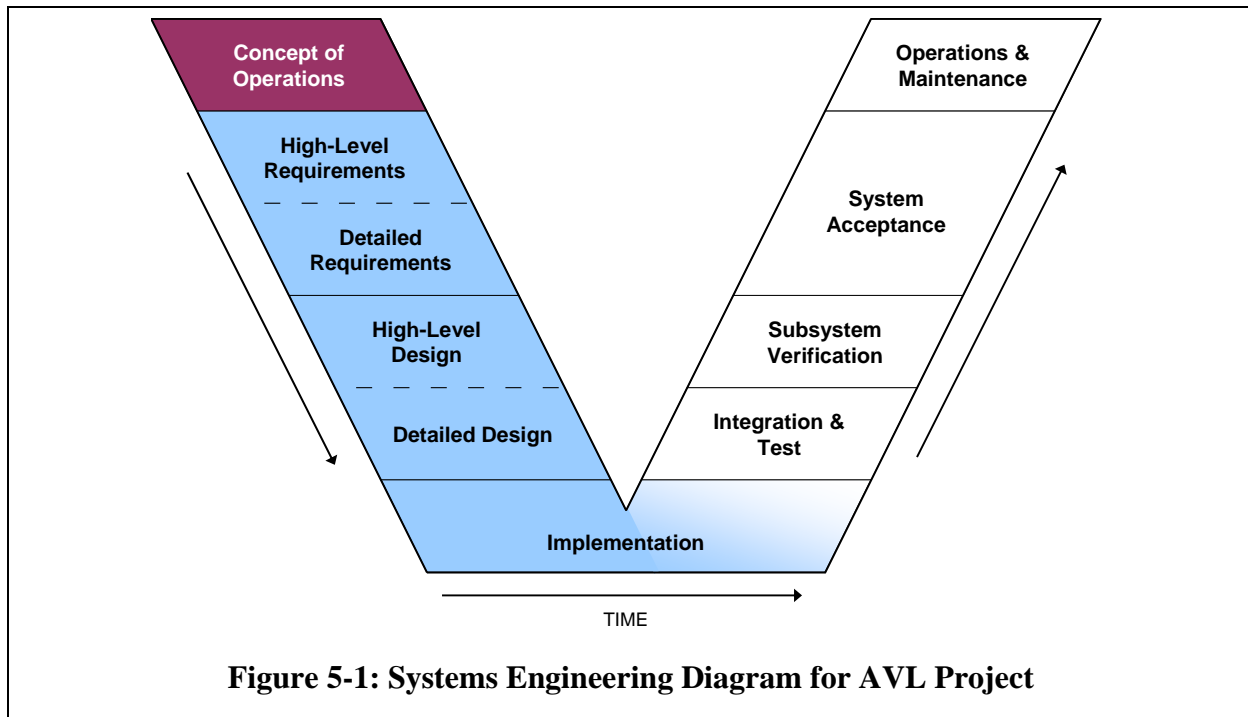 Concept of
Operations
High-Level
Requirements
Detailed
Requirements
High-Level
Design
Detailed Design
Implementation
Integration &
Test
Subsystem
Verification
System
Acceptance
Operations &
Maintenance
TIME
Figure 5-1: Systems Engineering Diagram for AVL Project